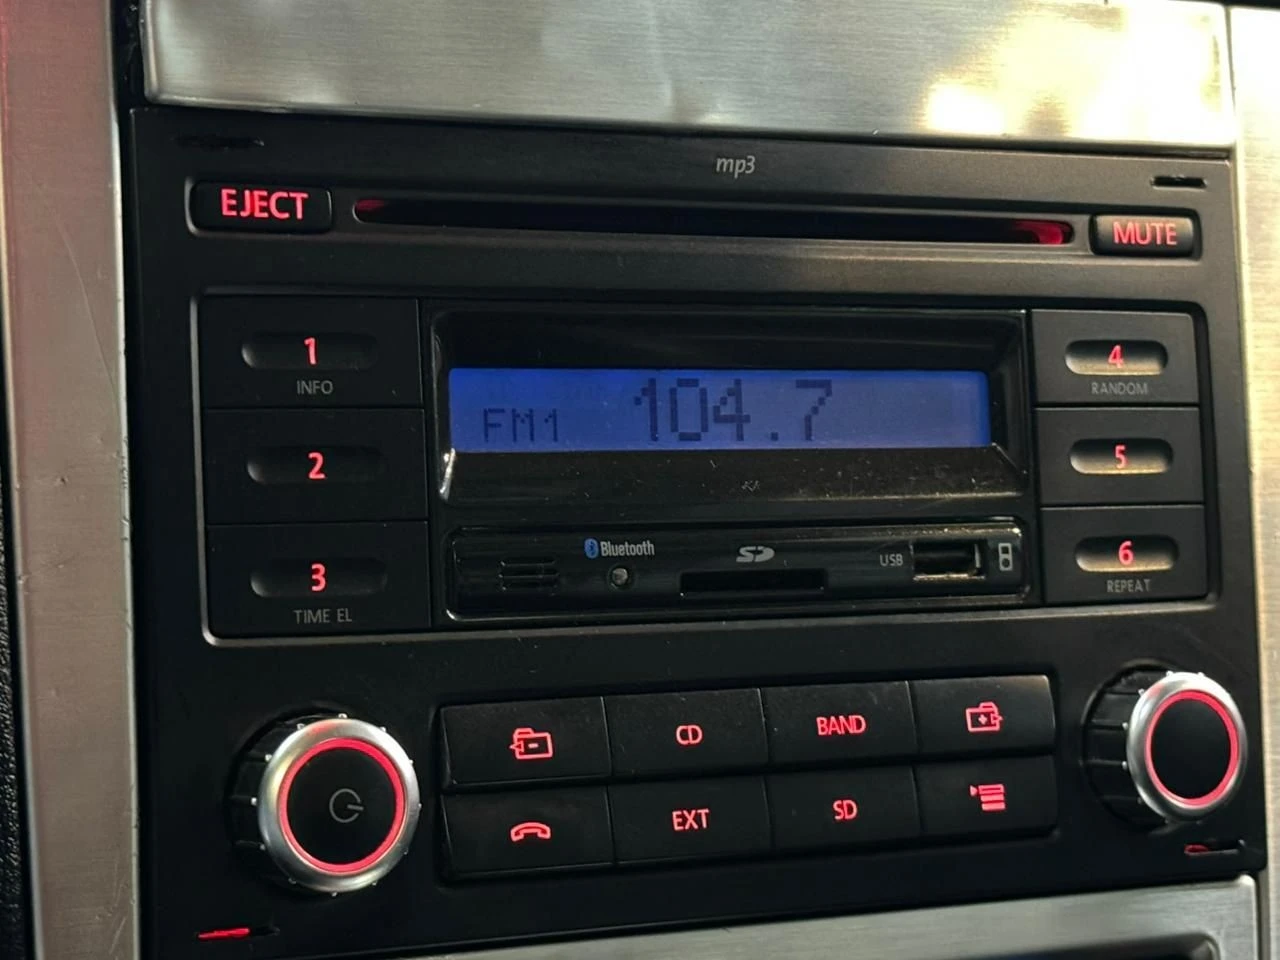 mp3
EJECT
MUTE
1
INFO
FM1 104.7
4
RANDOM
2
5
Bluetooth
SD
USB
6
REPEAT
3
TIME EL
CD
BAND
EXT
SD